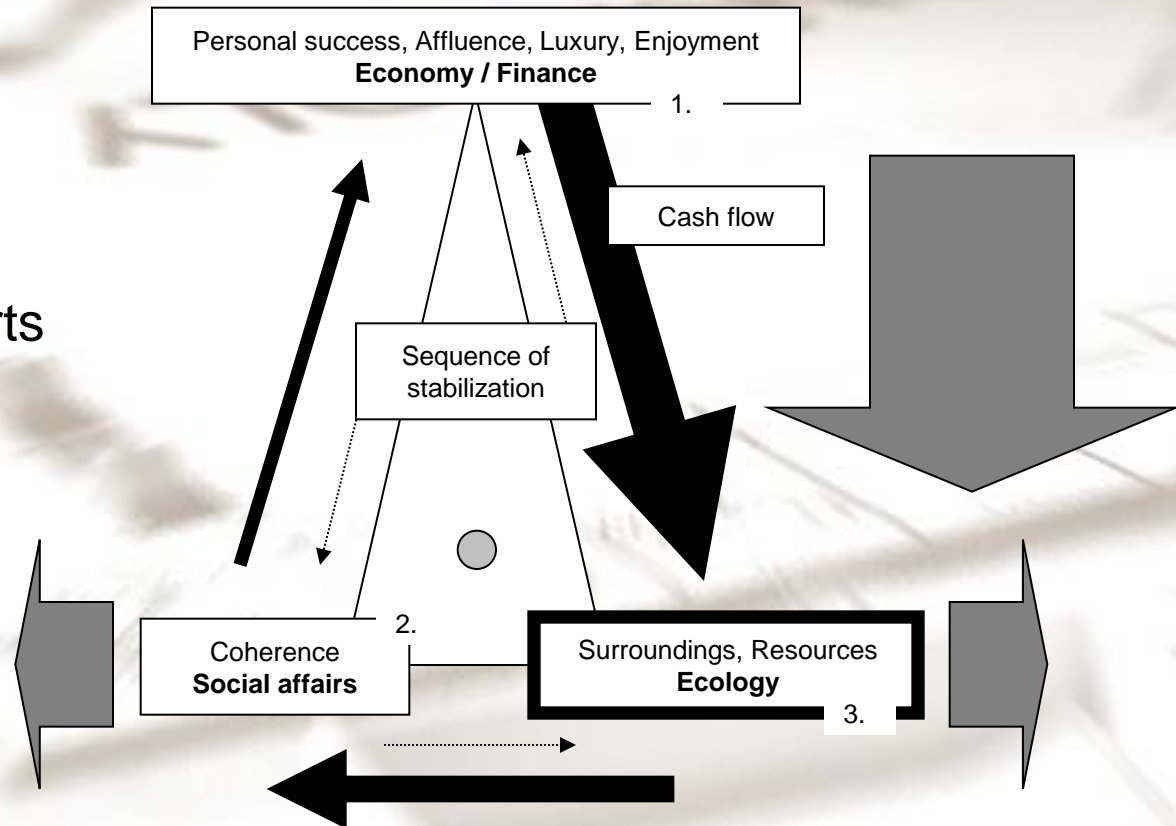 Personal success, Affluence, Luxury, Enjoyment
Economy / Finance
1.
Cash flow
rts
Sequence of
stabilization
2.
Coherence
Social affairs
Surroundings, Resources
Ecology
3.